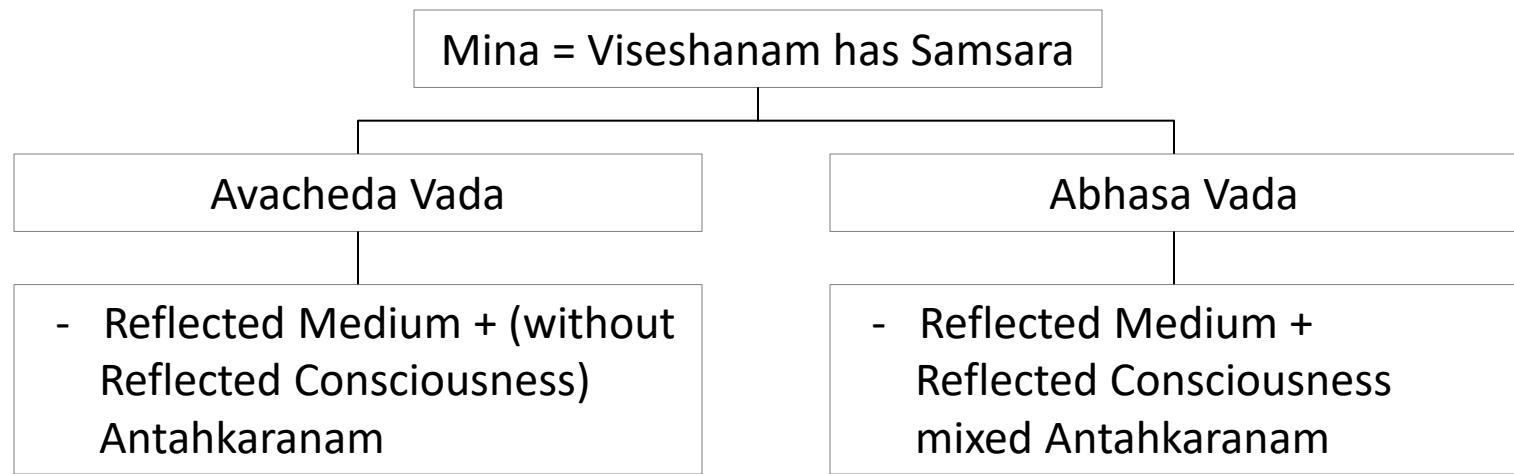 Mina = Viseshanam has Samsara
Avacheda Vada
Abhasa Vada
- Reflected Medium + (without
Reflected Consciousness)
Antahkaranam
- Reflected Medium +
Reflected Consciousness
mixed Antahkaranam